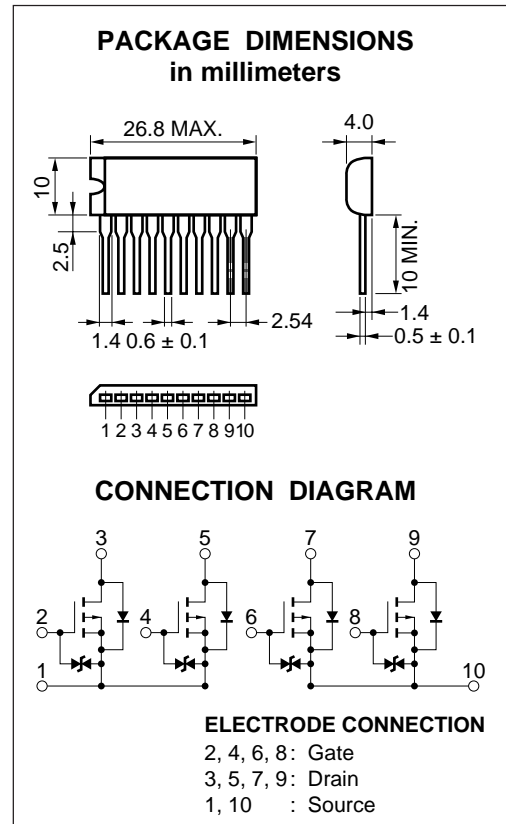 PACKAGE DIMENSIONS
in millimeters
26.8 MAX.
4.0
10
2.5
10 MIN.
2.54
1.4
1.4 0.6 ± 0.1
0.5 ± 0.1
1 2 3 4 5 6 7 8 9 10
CONNECTION DIAGRAM
3 5 7 9
2 4 6 8
1 10
ELECTRODE CONNECTION
2, 4, 6, 8 : Gate
3, 5, 7, 9 : Drain
1, 10 : Source